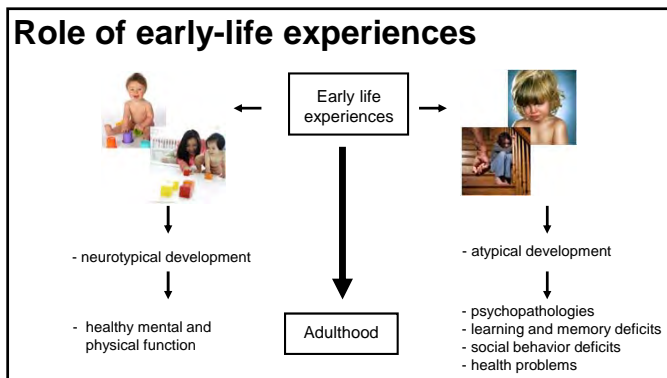 Role of early-life experiences
Early life
experiences
- neurotypical development
- atypical development
- healthy mental and
physical function
Adulthood
- psychopathologies
- learning and memory deficits
- social behavior deficits
- health problems